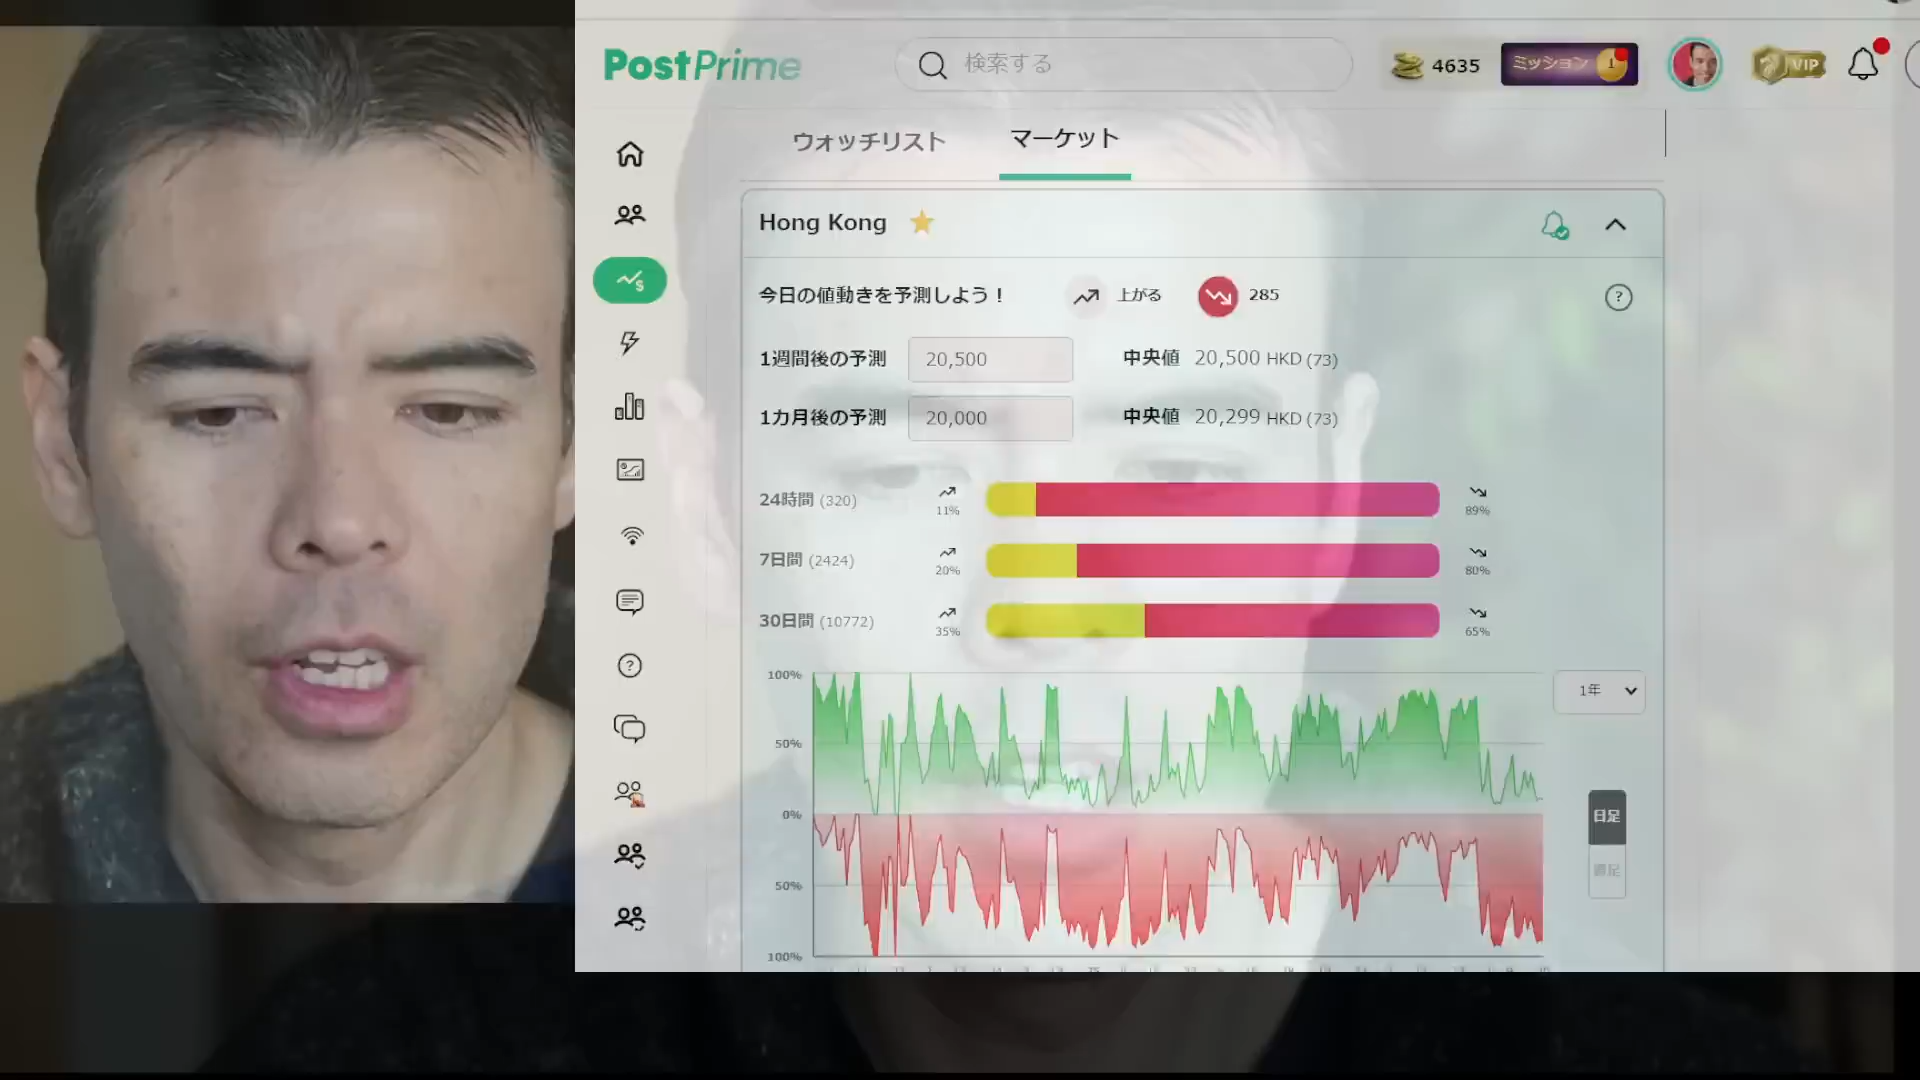 PostPrime
検索する
4635
ミッション
1
VIP
ウォッチリスト
マーケット
Hong Kong
今日の値動きを予測しよう！
上がる
285
1週間後の予測
20,500
中央値 20,500 HKD (73)
1カ月後の予測
20,000
中央値 20,299 HKD (73)
24時間 (320)
11%
89%
7日間 (2424)
20%
80%
30日間 (10772)
35%
65%
100%
50%
0%
50%
100%
1年
日足
週足